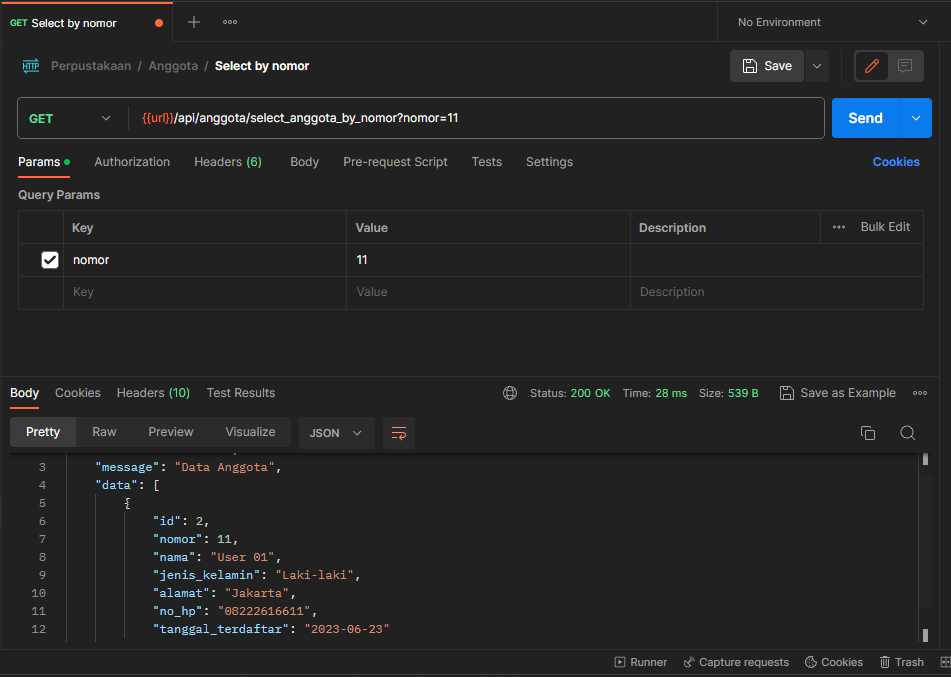 GET Select by nomor
No Environment
HTTP Perpustakaan / Anggota / Select by nomor
Save
GET {{url}}/api/anggota/select_anggota_by_nomor?nomor=11
Send
Params Authorization Headers (6) Body Pre-request Script Tests Settings
Cookies
Query Params
Key Value Description Bulk Edit
nomor 11
Key Value Description
Body Cookies Headers (10) Test Results
Status: 200 OK Time: 28 ms Size: 539 B Save as Example
Pretty Raw Preview Visualize JSON
3 "message": "Data Anggota",
4 "data": [
5 {
6 "id": 2,
7 "nomor": 11,
8 "nama": "User 01",
9 "jenis_kelamin": "Laki-laki",
10 "alamat": "Jakarta",
11 "no_hp": "08222616611",
12 "tanggal_terdaftar": "2023-06-23"
Runner Capture requests Cookies Trash